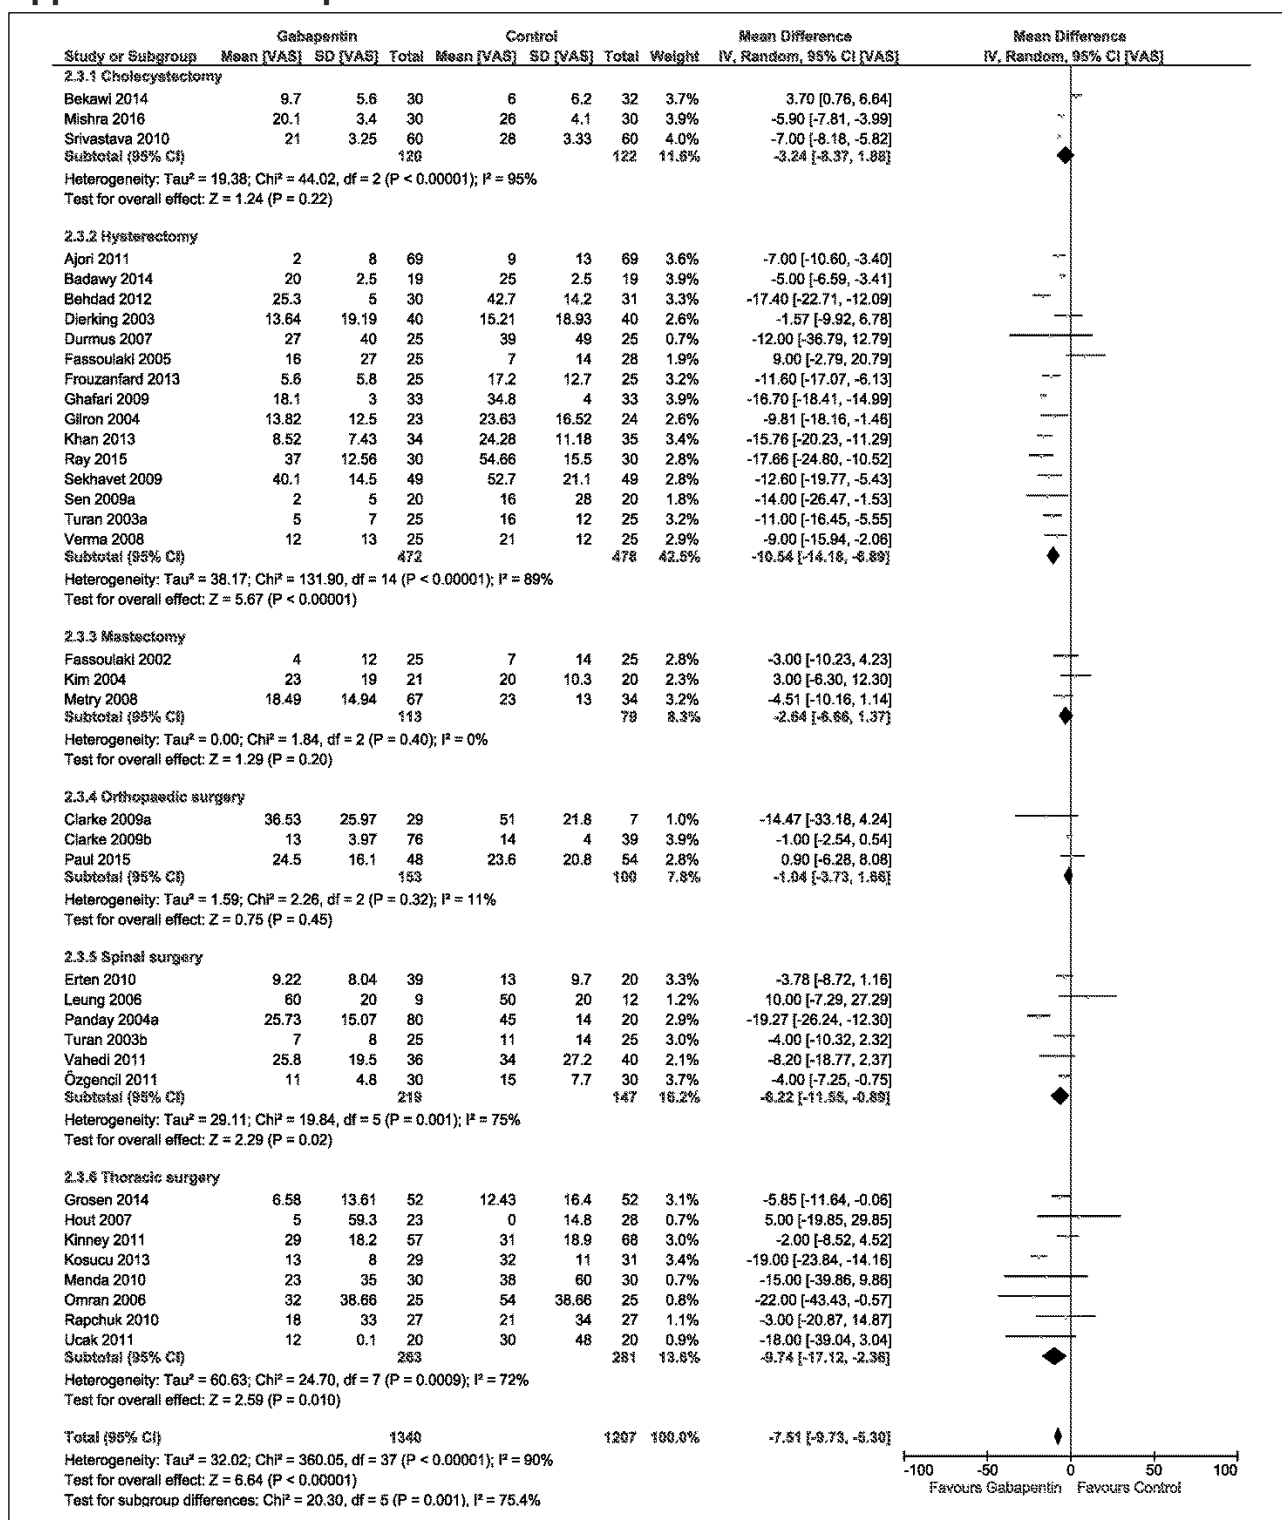 Gabapentin Control Mean Difference Mean Difference
Study or Subgroup Mean [VAS] SD [VAS] Total Mean [VAS] SD [VAS] Total Weight IV, Random, 95% CI [VAS] IV, Random, 95% CI [VAS]
2.3.1 Cholecystectomy
Bekawi 2014 9.7 5.6 30 6 6.2 32 3.7% 3.70 [0.76, 6.64]
Mishra 2016 20.1 3.4 30 26 4.1 30 3.9% -5.90 [-7.81, -3.99]
Srivastava 2010 21 3.25 60 28 3.33 60 4.0% -7.00 [-8.18, -5.82]
Subtotal (95% CI) 120 122 11.6% -3.24 [-8.37, 1.88]
Heterogeneity: Tau² = 19.38; Chi² = 44.02, df = 2 (P < 0.00001); I² = 95%
Test for overall effect: Z = 1.24 (P = 0.22)
2.3.2 Hysterectomy
Ajori 2011 2 8 69 9 13 69 3.6% -7.00 [-10.60, -3.40]
Badawy 2014 20 2.5 19 25 2.5 19 3.9% -5.00 [-6.59, -3.41]
Behdad 2012 25.3 5 30 42.7 14.2 31 3.3% -17.40 [-22.71, -12.09]
Dierking 2003 13.64 19.19 40 15.21 18.93 40 2.6% -1.57 [-9.92, 6.78]
Durmus 2007 27 40 25 39 49 25 0.7% -12.00 [-36.79, 12.79]
Fassoulaki 2005 16 27 25 7 14 28 1.9% 9.00 [-2.79, 20.79]
Frouzanfard 2013 5.6 5.8 25 17.2 12.7 25 3.2% -11.60 [-17.07, -6.13]
Ghafari 2009 18.1 3 33 34.8 4 33 3.9% -16.70 [-18.41, -14.99]
Gilron 2004 13.82 12.5 23 23.63 16.52 24 2.6% -9.81 [-18.16, -1.46]
Khan 2013 8.52 7.43 34 24.28 11.18 35 3.4% -15.76 [-20.23, -11.29]
Ray 2015 37 12.56 30 54.66 15.5 30 2.8% -17.66 [-24.80, -10.52]
Sekhavet 2009 40.1 14.5 49 52.7 21.1 49 2.8% -12.60 [-19.77, -5.43]
Sen 2009a 2 5 20 16 28 20 1.8% -14.00 [-26.47, -1.53]
Turan 2003a 5 7 25 16 12 25 3.2% -11.00 [-16.45, -5.55]
Verma 2008 12 13 25 21 12 25 2.9% -9.00 [-15.94, -2.06]
Subtotal (95% CI) 472 478 42.5% -10.54 [-14.18, -6.89]
Heterogeneity: Tau² = 38.17; Chi² = 131.90, df = 14 (P < 0.00001); I² = 89%
Test for overall effect: Z = 5.67 (P < 0.00001)
2.3.3 Mastectomy
Fassoulaki 2002 4 12 25 7 14 25 2.8% -3.00 [-10.23, 4.23]
Kim 2004 23 19 21 20 10.3 20 2.3% 3.00 [-6.30, 12.30]
Metry 2008 18.49 14.94 67 23 13 34 3.2% -4.51 [-10.16, 1.14]
Subtotal (95% CI) 113 79 8.3% -2.64 [-6.66, 1.37]
Heterogeneity: Tau² = 0.00; Chi² = 1.84, df = 2 (P = 0.40); I² = 0%
Test for overall effect: Z = 1.29 (P = 0.20)
2.3.4 Orthopaedic surgery
Clarke 2009a 36.53 25.97 29 51 21.8 7 1.0% -14.47 [-33.18, 4.24]
Clarke 2009b 13 3.97 76 14 4 39 3.9% -1.00 [-2.54, 0.54]
Paul 2015 24.5 16.1 48 23.6 20.8 54 2.8% 0.90 [-6.28, 8.08]
Subtotal (95% CI) 153 100 7.8% -1.04 [-3.73, 1.66]
Heterogeneity: Tau² = 1.59; Chi² = 2.26, df = 2 (P = 0.32); I² = 11%
Test for overall effect: Z = 0.75 (P = 0.45)
2.3.5 Spinal surgery
Erten 2010 9.22 8.04 39 13 9.7 20 3.3% -3.78 [-8.72, 1.16]
Leung 2006 60 20 9 50 20 12 1.2% 10.00 [-7.29, 27.29]
Panday 2004a 25.73 15.07 80 45 14 20 2.9% -19.27 [-26.24, -12.30]
Turan 2003b 7 8 25 11 14 25 3.0% -4.00 [-10.32, 2.32]
Vahedi 2011 25.8 19.5 36 34 27.2 40 2.1% -8.20 [-18.77, 2.37]
Özgencil 2011 11 4.8 30 15 7.7 30 3.7% -4.00 [-7.25, -0.75]
Subtotal (95% CI) 219 147 16.2% -6.22 [-11.55, -0.89]
Heterogeneity: Tau² = 29.11; Chi² = 19.84, df = 5 (P = 0.001); I² = 75%
Test for overall effect: Z = 2.29 (P = 0.02)
2.3.6 Thoracic surgery
Grosen 2014 6.58 13.61 52 12.43 16.4 52 3.1% -5.85 [-11.64, -0.06]
Hout 2007 5 59.3 23 0 14.8 28 0.7% 5.00 [-19.85, 29.85]
Kinney 2011 29 18.2 57 31 18.9 68 3.0% -2.00 [-8.52, 4.52]
Kosucu 2013 13 8 29 32 11 31 3.4% -19.00 [-23.84, -14.16]
Menda 2010 23 35 30 38 60 30 0.7% -15.00 [-39.86, 9.86]
Omran 2006 32 38.66 25 54 38.66 25 0.8% -22.00 [-43.43, -0.57]
Rapchuk 2010 18 33 27 21 34 27 1.1% -3.00 [-20.87, 14.87]
Ucak 2011 12 0.1 20 30 48 20 0.9% -18.00 [-39.04, 3.04]
Subtotal (95% CI) 263 281 13.6% -9.74 [-17.12, -2.36]
Heterogeneity: Tau² = 60.63; Chi² = 24.70, df = 7 (P = 0.0009); I² = 72%
Test for overall effect: Z = 2.59 (P = 0.010)
Total (95% CI) 1340 1207 100.0% -7.51 [-9.73, -5.30]
Heterogeneity: Tau² = 32.02; Chi² = 360.05, df = 37 (P < 0.00001); I² = 90%
Test for overall effect: Z = 6.64 (P < 0.00001)
Test for subgroup differences: Chi² = 20.30, df = 5 (P = 0.001), I² = 75.4%
-100 -50 0 50 100
Favours Gabapentin Favours Control